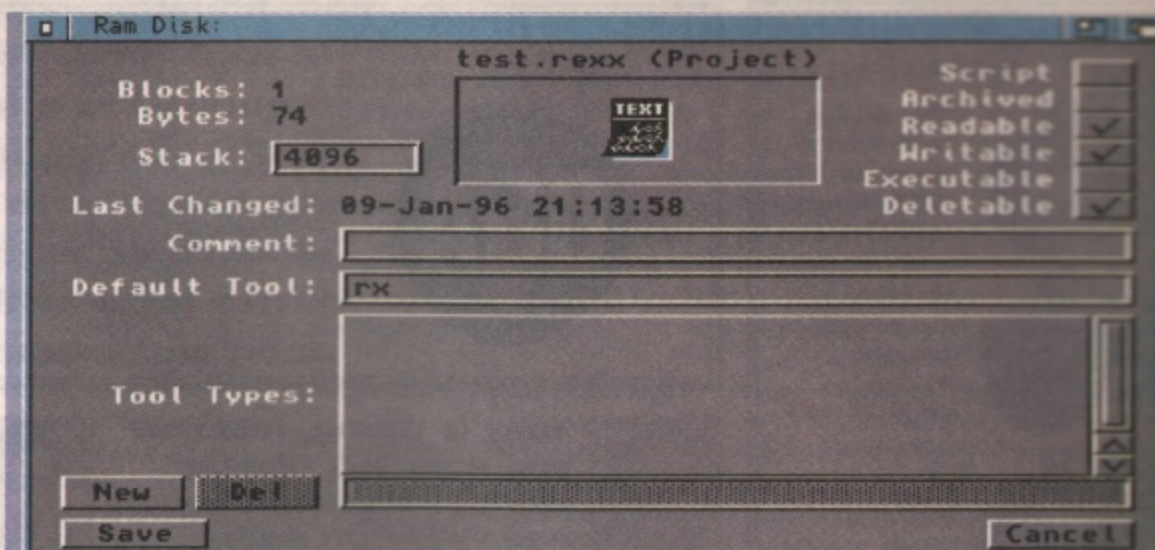 Ram Disk:
test.rexx (Project)
Blocks: 1
Bytes: 74
Stack: 4096
Script
Archived
Readable
Writable
Executable
Deletable
TEXT
Last Changed: 09-Jan-96 21:13:58
Comment:
Default Tool: rx
Tool Types:
New Del
Save Cancel